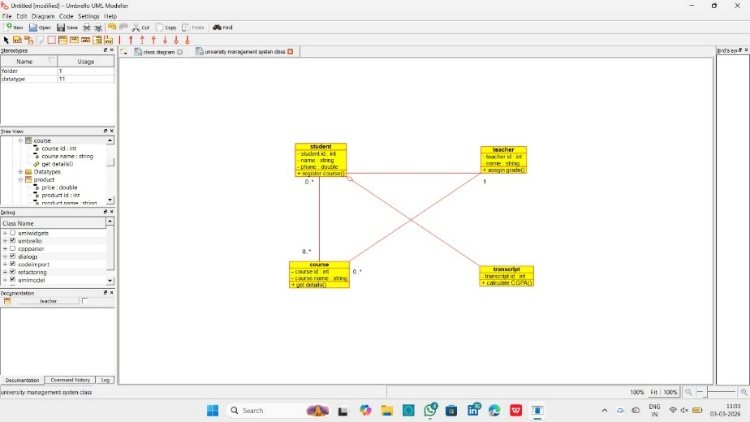 Untitled [modified] - Umbrello UML Modeller
File Edit Diagram Code Settings Help
New Open Save Cut Copy Paste Find
Stereotypes
Name Usage
folder 1
datatype 11
Tree View
course
course id : int
course name : string
get details()
Datatypes
product
price : double
product id : int
product name : string
Debug
Class Name
umlwidgets
umbrello
cppparser
dialogs
codeimport
refactoring
umlmodel
Documentation
teacher
Documentation Command history Log
class diagram university management systen class
Bird's eye
student
- student id : int
- name : string
- phone : double
+ register course()
0..*
teacher
- teacher id : int
name : string
+ assign grade()
1
0..*
course
- course id : int
- course name : string
+ get details()
0..*
transcript
- transcript id : int
+ calculate CGPA()
university management systen class
100% Fit 100%
Search
ENG
IN
11:03
03-03-2026